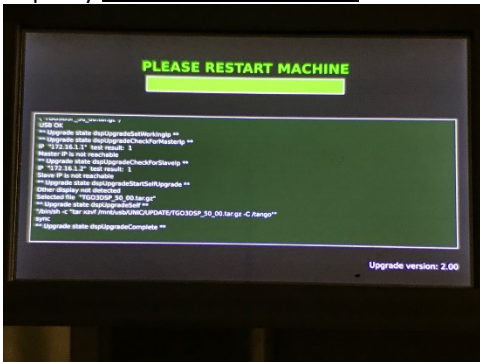 PLEASE RESTART MACHINE
USB OK
** Upgrade state dspUpgradeSetWorkingIp **
** Upgrade state dspUpgradeCheckForMasterIp **
IP "172.16.1.1" test result: 1
Master IP is not reachable
** Upgrade state dspUpgradeCheckForSlaveIp **
IP "172.16.1.2" test result: 1
Slave IP is not reachable
** Upgrade state dspUpgradeStartSelfUpgrade **
Other display not detected
Selected file "TGO3DSP_50_00.tar.gz"
** Upgrade state dspUpgradeSelf **
"/bin/sh -c "tar xzvf /mnt/usb/UNIC/UPDATE/TGO3DSP_50_00.tar.gz -C /tango""
sync
** Upgrade state dspUpgradeComplete **
Upgrade version: 2.00